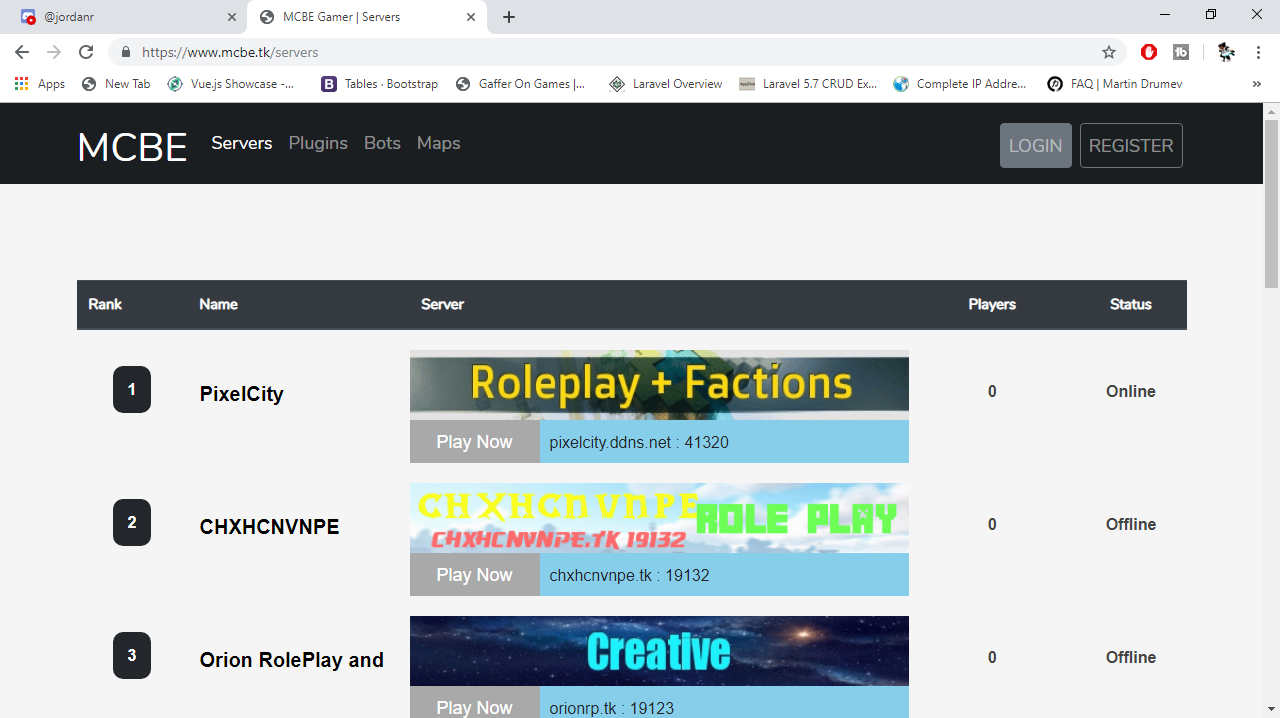 @jordanr
MCBE Gamer | Servers
https://www.mcbe.tk/servers
Apps
New Tab
Vue.js Showcase -...
B
Tables · Bootstrap
Gaffer On Games |...
Laravel Overview
Laravel 5.7 CRUD Ex...
Complete IP Addre...
FAQ | Martin Drumev
»
MCBE
Servers
Plugins
Bots
Maps
LOGIN
REGISTER
Rank
Name
Server
Players
Status
1
PixelCity
Roleplay + Factions
Play Now
pixelcity.ddns.net : 41320
0
Online
2
CHXHCNVNPE
CHXHCNVNPE
ROLE PLAY
CHXHCNVNPE.TK 19132
Play Now
chxhcnvnpe.tk : 19132
0
Offline
3
Orion RolePlay and
Creative
Play Now
orionrp.tk : 19123
0
Offline